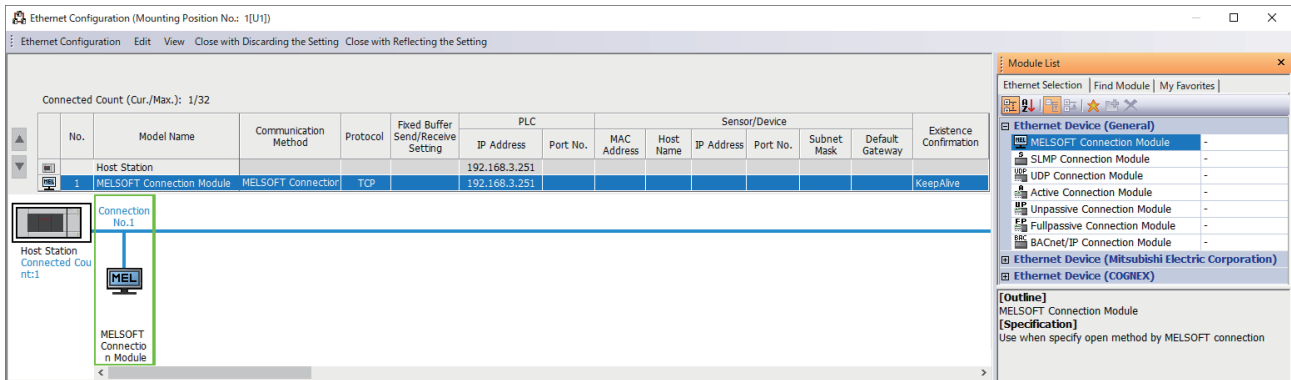 Ethernet Configuration (Mounting Position No.: 1[U1])
Ethernet Configuration Edit View Close with Discarding the Setting Close with Reflecting the Setting
Connected Count (Cur./Max.): 1/32
No. Model Name Communication Method Protocol Fixed Buffer Send/Receive Setting PLC Sensor/Device Existence Confirmation
IP Address Port No. MAC Address Host Name IP Address Port No. Subnet Mask Default Gateway
Host Station 192.168.3.251
1 MELSOFT Connection Module MELSOFT Connection TCP 192.168.3.251 KeepAlive
Connection
No.1
Host Station
Connected Cou
nt:1
MEL
MELSOFT
Connectio
n Module
Module List
Ethernet Selection Find Module My Favorites
Ethernet Device (General)
MELSOFT Connection Module -
SLMP Connection Module -
UDP Connection Module -
Active Connection Module -
Unpassive Connection Module -
Fullpassive Connection Module -
BACnet/IP Connection Module -
Ethernet Device (Mitsubishi Electric Corporation)
Ethernet Device (COGNEX)
[Outline]
MELSOFT Connection Module
[Specification]
Use when specify open method by MELSOFT connection